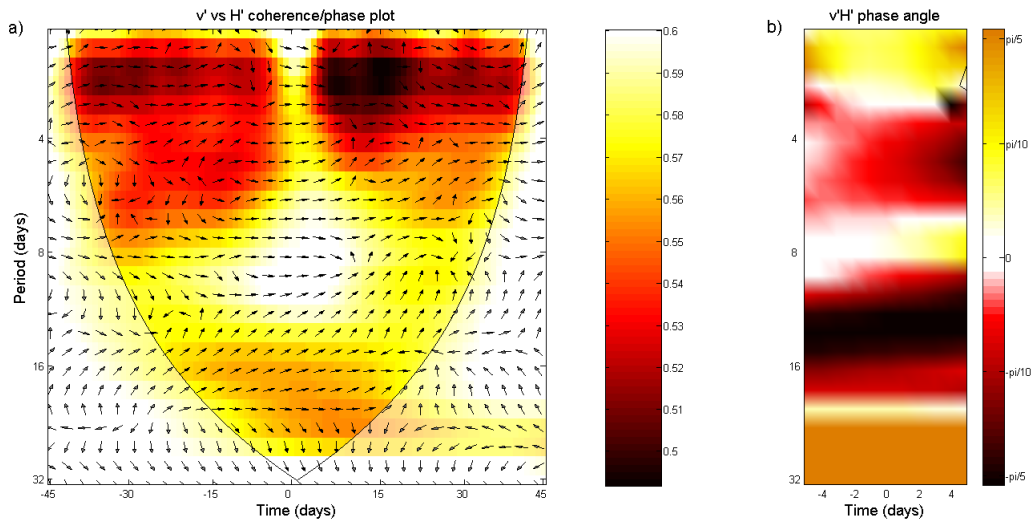 a)
v' vs H' coherence/phase plot
Period (days)
4
8
16
32
-45
-30
-15
0
15
30
45
Time (days)
0.6
0.59
0.58
0.57
0.56
0.55
0.54
0.53
0.52
0.51
0.5
b)
v'H' phase angle
4
8
16
32
-4
-2
0
2
4
Time (days)
pi/5
pi/10
0
-pi/10
-pi/5